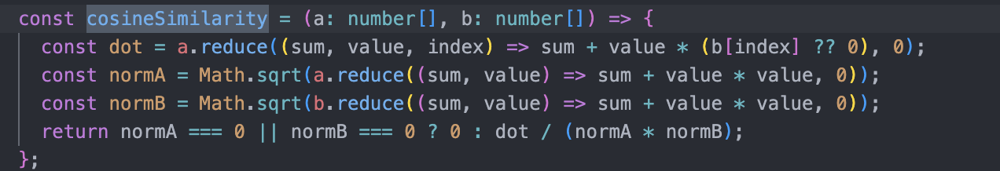 const cosineSimilarity = (a: number[], b: number[]) => {
  const dot = a.reduce((sum, value, index) => sum + value * (b[index] ?? 0), 0);
  const normA = Math.sqrt(a.reduce((sum, value) => sum + value * value, 0));
  const normB = Math.sqrt(b.reduce((sum, value) => sum + value * value, 0));
  return normA === 0 || normB === 0 ? 0 : dot / (normA * normB);
};